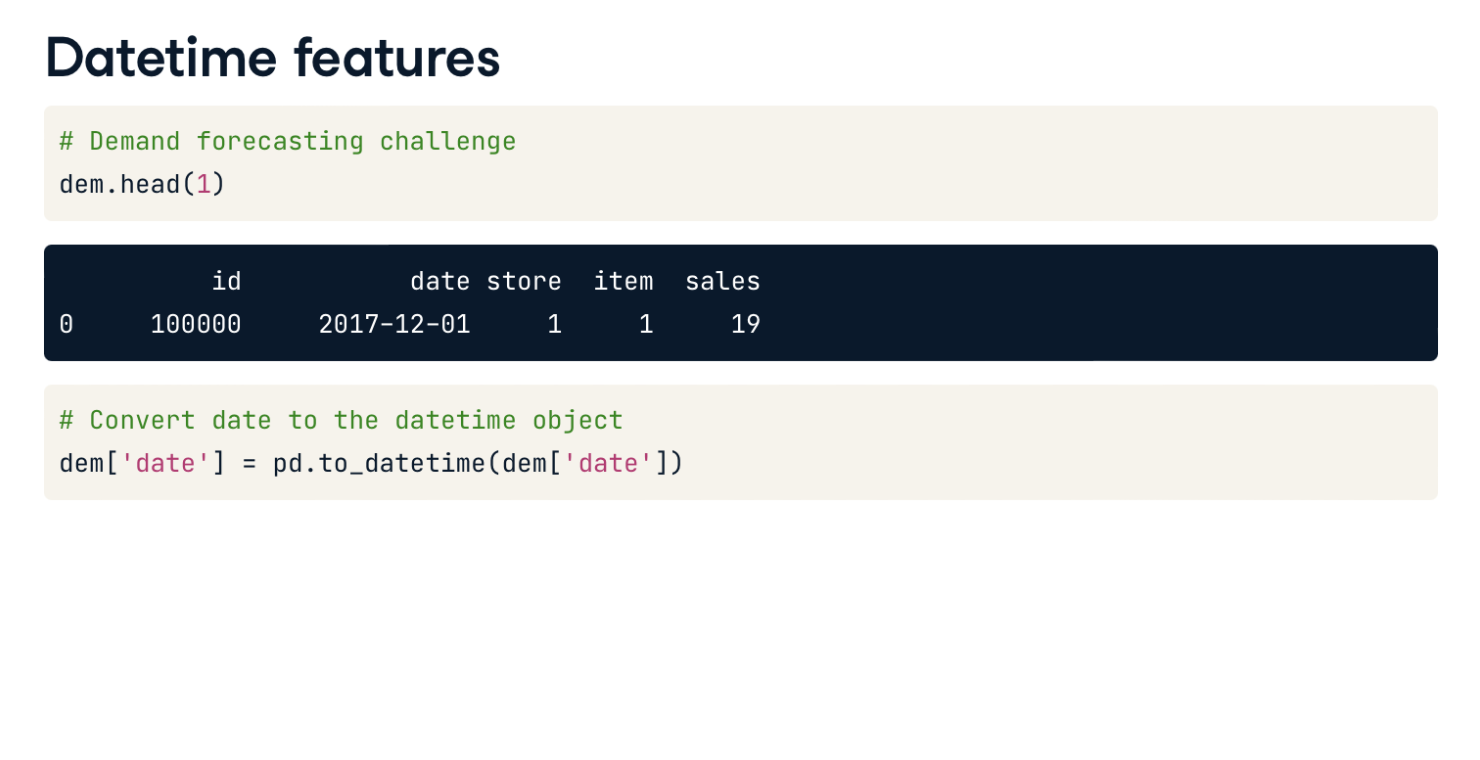 Datetime features
# Demand forecasting challenge
dem.head(1)
id date store item sales
0 100000 2017-12-01 1 1 19
# Convert date to the datetime object
dem['date'] = pd.to_datetime(dem['date'])